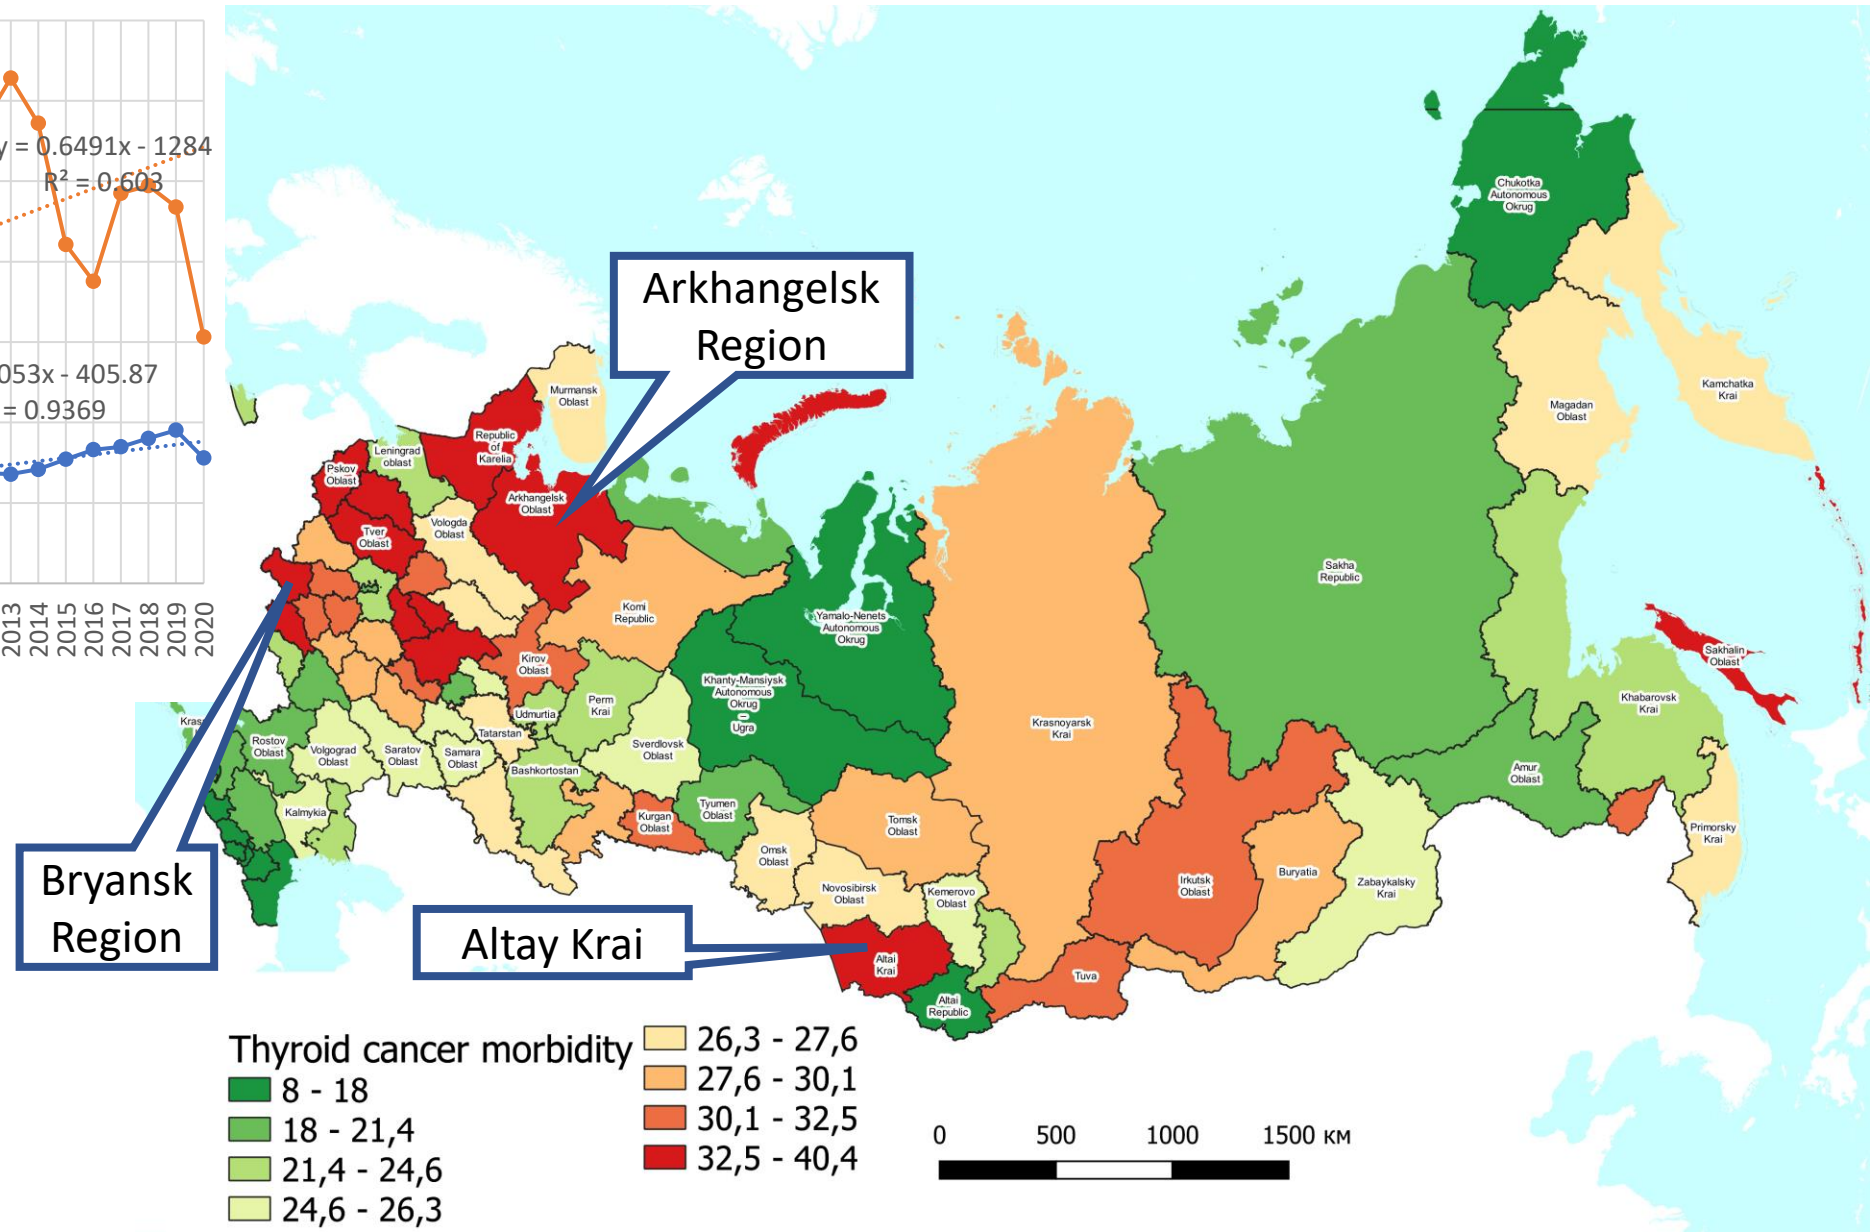 y = 0.6491x - 1284
R² = 0.603
053x - 405.87
= 0.9369
2013
2014
2015
2016
2017
2018
2019
2020
Arkhangelsk
Region
Bryansk
Region
Altay Krai
Chukotka
Autonomous
Okrug
Kamchatka
Krai
Magadan
Oblast
Murmansk
Oblast
Republic
of
Karelia
Leningrad
oblast
Pskov
Oblast
Arkhangelsk
Oblast
Vologda
Oblast
Tver
Oblast
Sakha
Republic
Komi
Republic
Yamalo-Nenets
Autonomous
Okrug
Kirov
Oblast
Sakhalin
Oblast
Khanty-Mansiysk
Autonomous
Okrug
–
Ugra
Perm
Krai
Khabarovsk
Krai
Udmurtia
Kras
Krasnoyarsk
Krai
Tatarstan
Rostov
Oblast
Volgograd
Oblast
Saratov
Oblast
Samara
Oblast
Sverdlovsk
Oblast
Bashkortostan
Amur
Oblast
Kalmykia
Tyumen
Oblast
Kurgan
Oblast
Tomsk
Oblast
Primorsky
Krai
Omsk
Oblast
Novosibirsk
Oblast
Kemerovo
Oblast
Irkutsk
Oblast
Buryatia
Zabaykalsky
Krai
Altai
Krai
Tuva
Altai
Republic
Thyroid cancer morbidity
8 - 18
18 - 21,4
21,4 - 24,6
24,6 - 26,3
26,3 - 27,6
27,6 - 30,1
30,1 - 32,5
32,5 - 40,4
0 500 1000 1500 км